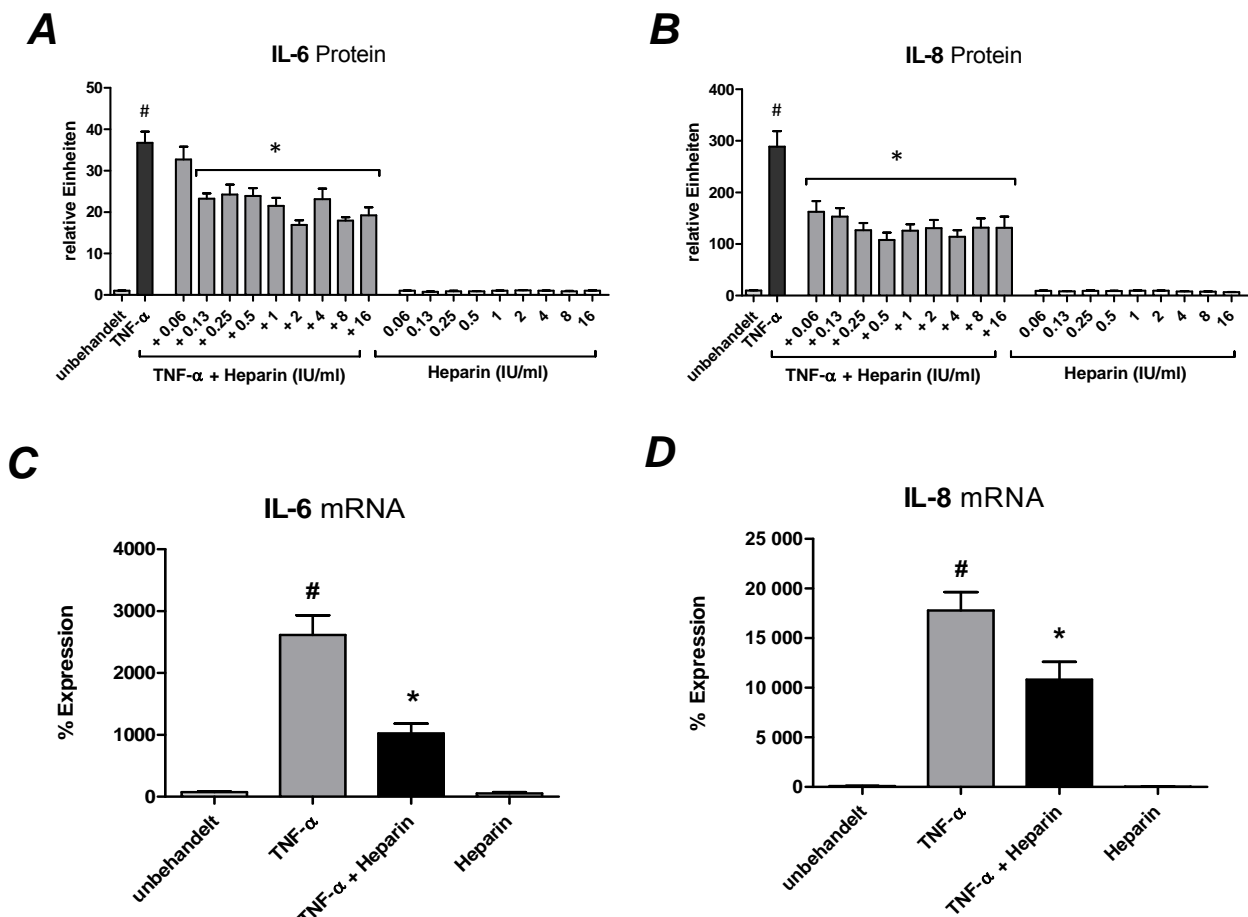 A
IL-6 Protein
relative Einheiten
50
40
30
20
10
0
#
*
unbehandelt
TNF-α
+ 0.06
+ 0.13
+ 0.25
+ 0.5
+ 1
+ 2
+ 4
+ 8
+ 16
0.06
0.13
0.25
0.5
1
2
4
8
16
TNF-α + Heparin (IU/ml)
Heparin (IU/ml)
B
IL-8 Protein
relative Einheiten
400
300
200
100
0
#
*
unbehandelt
TNF-α
+ 0.06
+ 0.13
+ 0.25
+ 0.5
+ 1
+ 2
+ 4
+ 8
+ 16
0.06
0.13
0.25
0.5
1
2
4
8
16
TNF-α + Heparin (IU/ml)
Heparin (IU/ml)
C
IL-6 mRNA
% Expression
4000
3000
2000
1000
0
#
*
unbehandelt
TNF-α
TNF-α + Heparin
Heparin
D
IL-8 mRNA
% Expression
25 000
20 000
15 000
10 000
5 000
0
#
*
unbehandelt
TNF-α
TNF-α + Heparin
Heparin